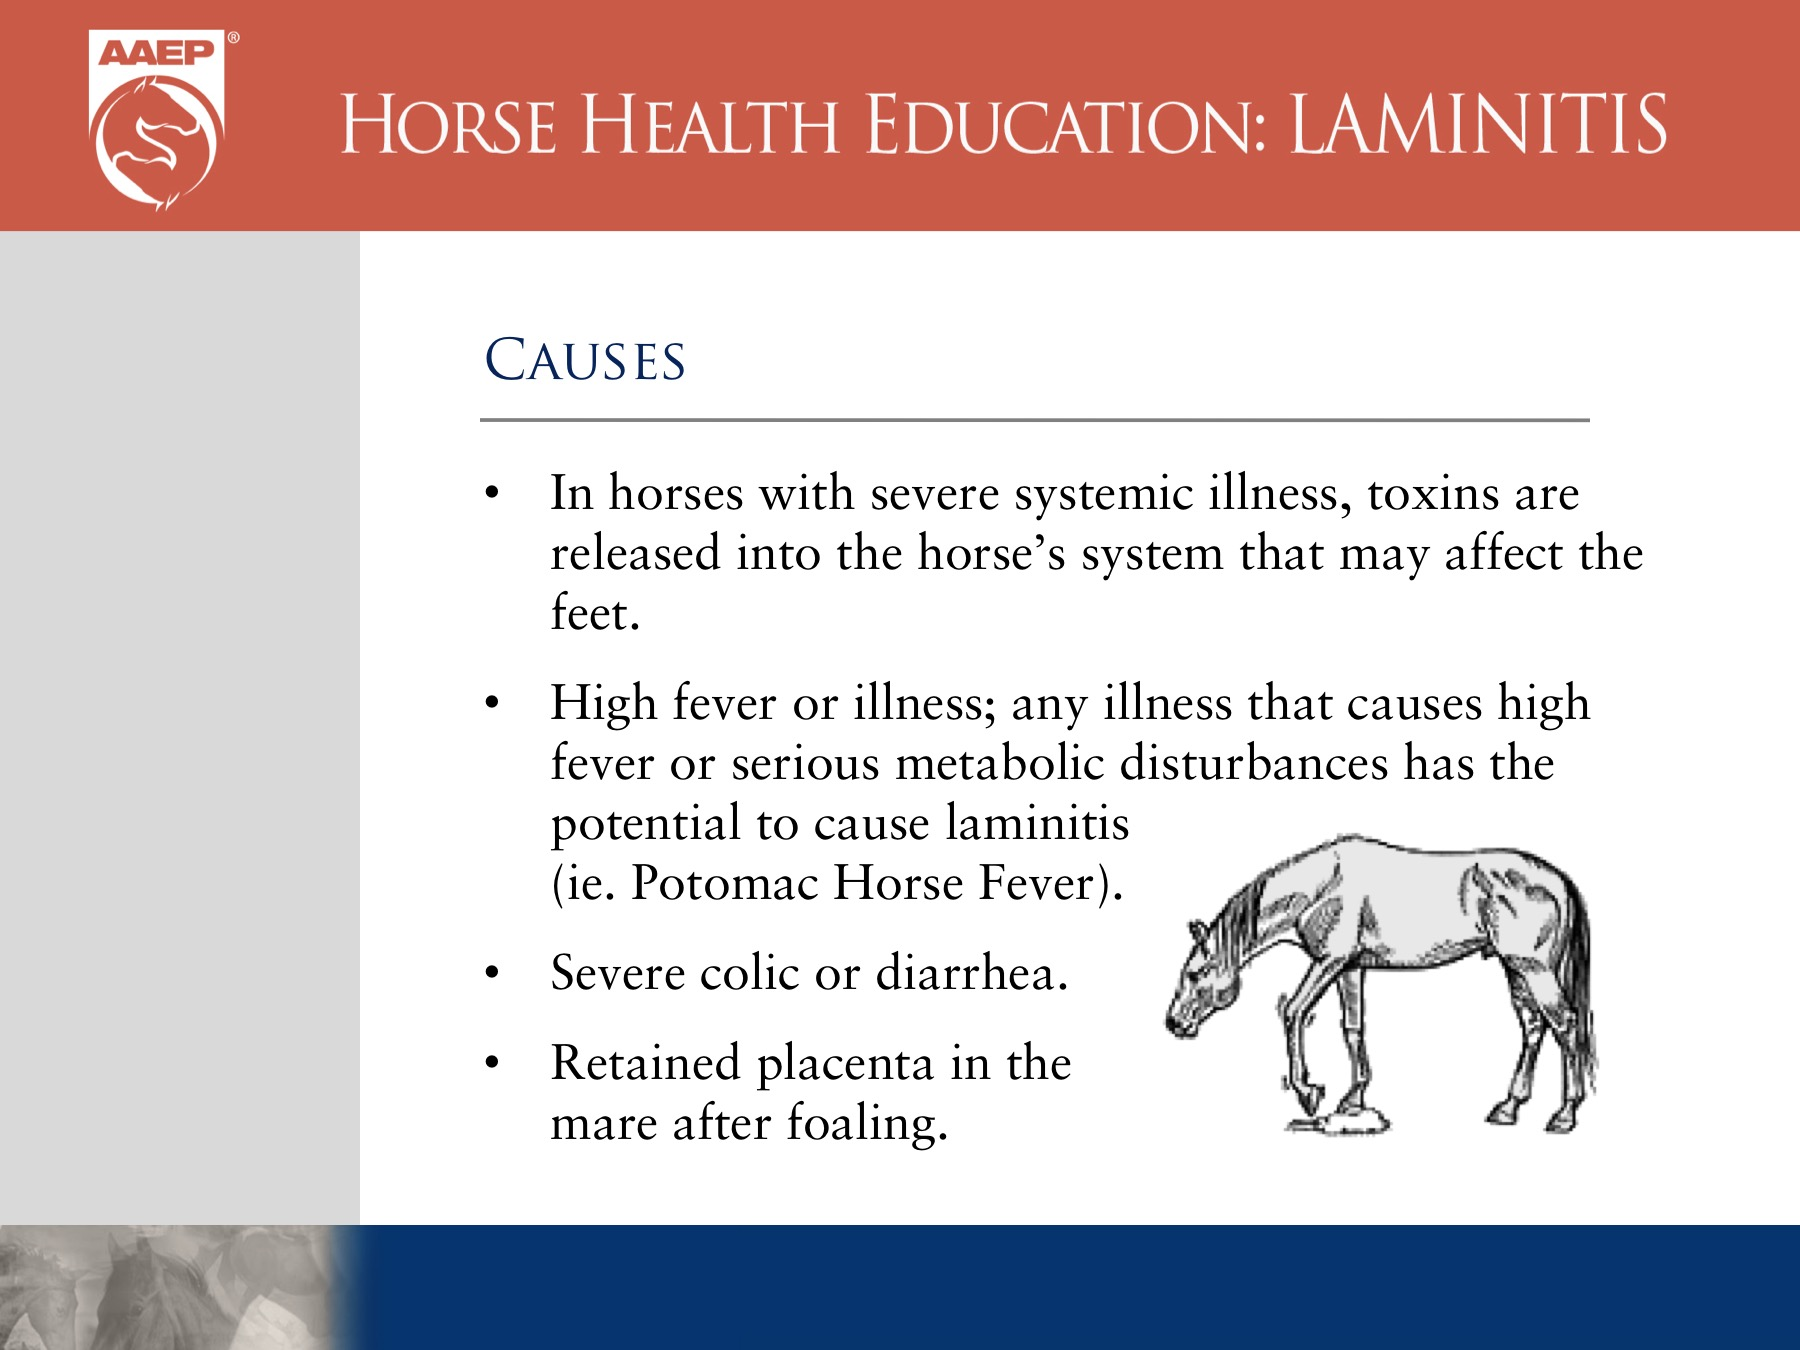 AAEP®
HORSE HEALTH EDUCATION: LAMINITIS
CAUSES
• In horses with severe systemic illness, toxins are
released into the horse’s system that may affect the
feet.
• High fever or illness; any illness that causes high
fever or serious metabolic disturbances has the
potential to cause laminitis
(ie. Potomac Horse Fever).
• Severe colic or diarrhea.
• Retained placenta in the
mare after foaling.